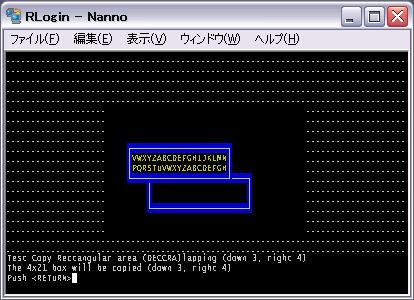 RLogin - Nanno
ファイル(F) 編集(E) 表示(V) ウィンドウ(W) ヘルプ(H)
VWXYZABCDEFGHIJKLMN
PQRSTUVWXYZABCDEFGH
Test Copy Rectangular area (DECCRA)lapping (down 3, right 4)
The 4x21 box will be copied (down 3, right 4)
Push <RETURN>